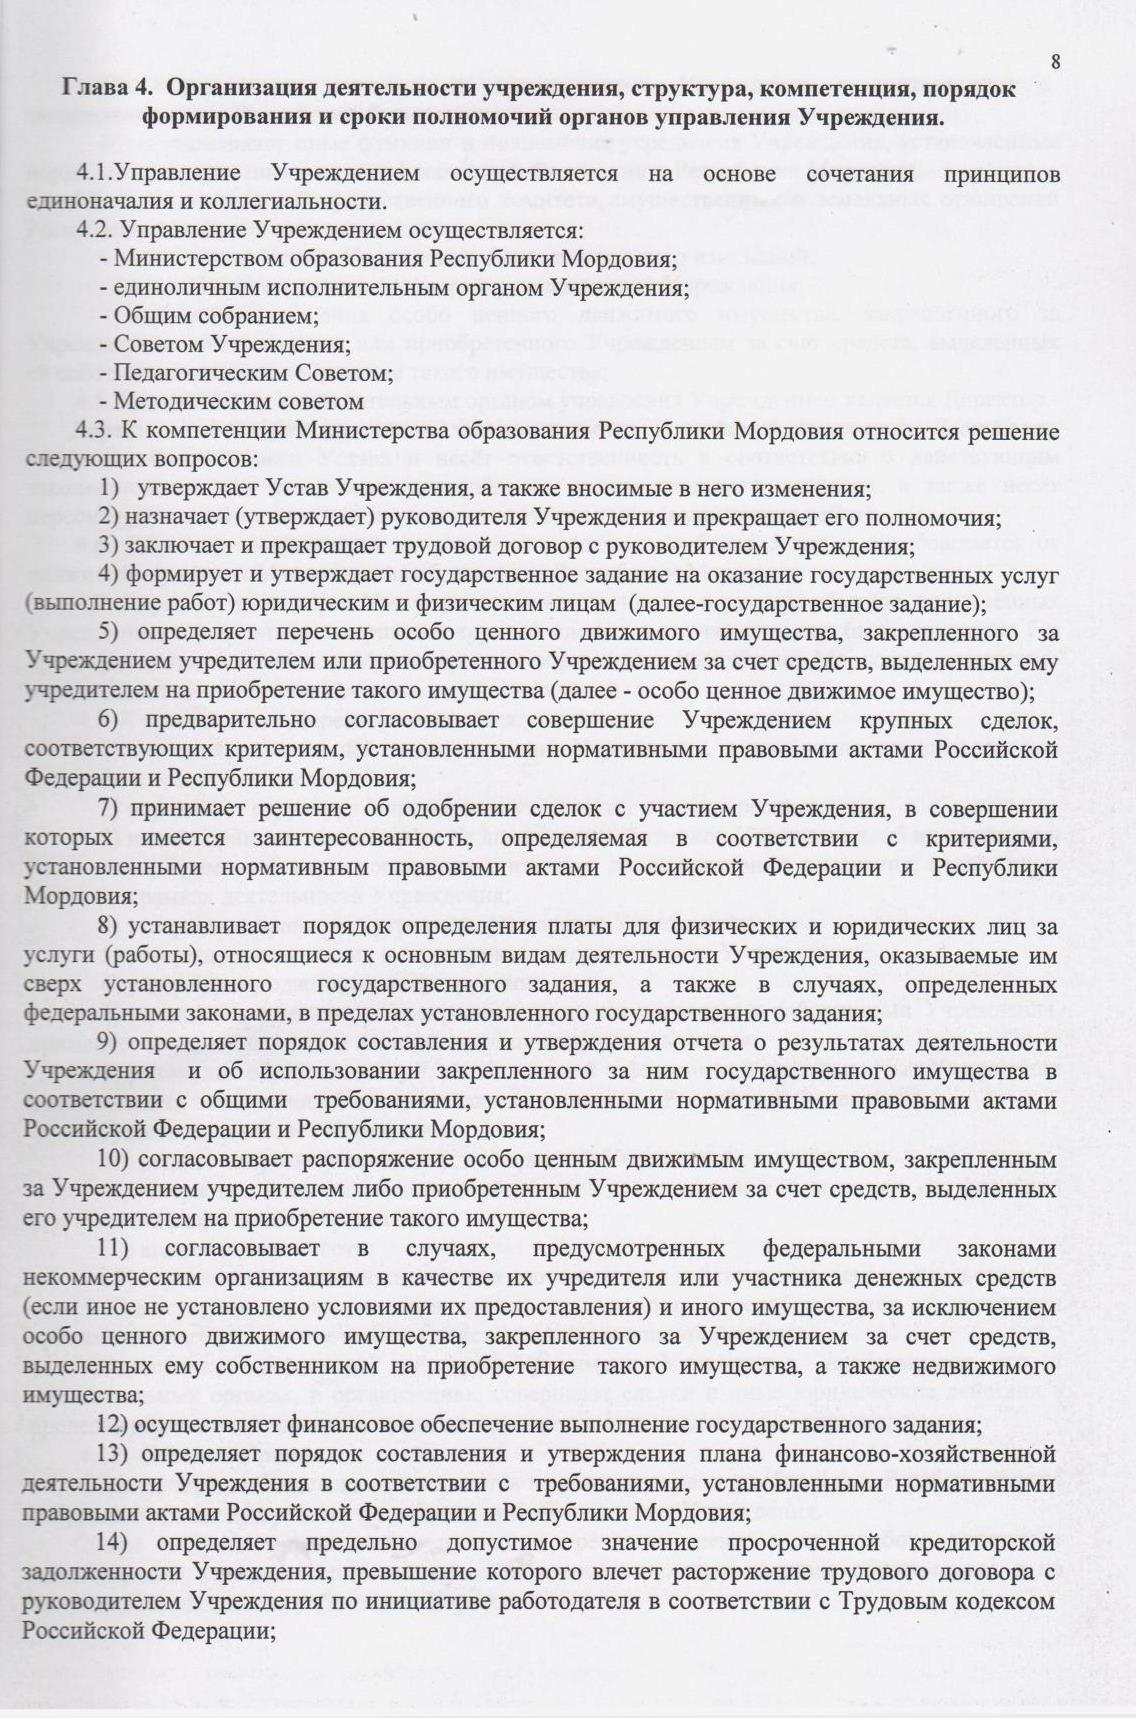 8
Глава 4. Организация деятельности учреждения, структура, компетенция, порядок
формирования и сроки полномочий органов управления Учреждения.
4.1.Управление Учреждением осуществляется на основе сочетания принципов
единоначалия и коллегиальности.
4.2. Управление Учреждением осуществляется:
- Министерством образования Республики Мордовия;
- единоличным исполнительным органом Учреждения;
- Общим собранием;
- Советом Учреждения;
- Педагогическим Советом;
- Методическим советом
4.3. К компетенции Министерства образования Республики Мордовия относится решение
следующих вопросов:
1) утверждает Устав Учреждения, а также вносимые в него изменения;
2) назначает (утверждает) руководителя Учреждения и прекращает его полномочия;
3) заключает и прекращает трудовой договор с руководителем Учреждения;
4) формирует и утверждает государственное задание на оказание государственных услуг
(выполнение работ) юридическим и физическим лицам (далее-государственное задание);
5) определяет перечень особо ценного движимого имущества, закрепленного за
Учреждением учредителем или приобретенного Учреждением за счет средств, выделенных ему
учредителем на приобретение такого имущества (далее - особо ценное движимое имущество);
6) предварительно согласовывает совершение Учреждением крупных сделок,
соответствующих критериям, установленными нормативными правовыми актами Российской
Федерации и Республики Мордовия;
7) принимает решение об одобрении сделок с участием Учреждения, в совершении
которых имеется заинтересованность, определяемая в соответствии с критериями,
установленными нормативным правовыми актами Российской Федерации и Республики
Мордовия;
8) устанавливает порядок определения платы для физических и юридических лиц за
услуги (работы), относящиеся к основным видам деятельности Учреждения, оказываемые им
сверх установленного государственного задания, а также в случаях, определенных
федеральными законами, в пределах установленного государственного задания;
9) определяет порядок составления и утверждения отчета о результатах деятельности
Учреждения и об использовании закрепленного за ним государственного имущества в
соответствии с общими требованиями, установленными нормативными правовыми актами
Российской Федерации и Республики Мордовия;
10) согласовывает распоряжение особо ценным движимым имуществом, закрепленным
за Учреждением учредителем либо приобретенным Учреждением за счет средств, выделенных
его учредителем на приобретение такого имущества;
11) согласовывает в случаях, предусмотренных федеральными законами
некоммерческим организациям в качестве их учредителя или участника денежных средств
(если иное не установлено условиями их предоставления) и иного имущества, за исключением
особо ценного движимого имущества, закрепленного за Учреждением за счет средств,
выделенных ему собственником на приобретение такого имущества, а также недвижимого
имущества;
12) осуществляет финансовое обеспечение выполнение государственного задания;
13) определяет порядок составления и утверждения плана финансово-хозяйственной
деятельности Учреждения в соответствии с требованиями, установленными нормативными
правовыми актами Российской Федерации и Республики Мордовия;
14) определяет предельно допустимое значение просроченной кредиторской
задолженности Учреждения, превышение которого влечет расторжение трудового договора с
руководителем Учреждения по инициативе работодателя в соответствии с Трудовым кодексом
Российской Федерации;